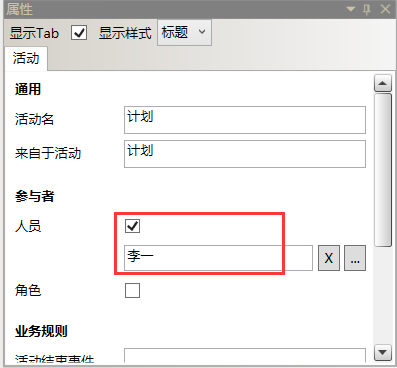 属性
显示Tab 显示样式 标题
活动
通用
活动名 计划
来自于活动 计划
参与者
人员
李一 X ...
角色
业务规则
活动结束事件